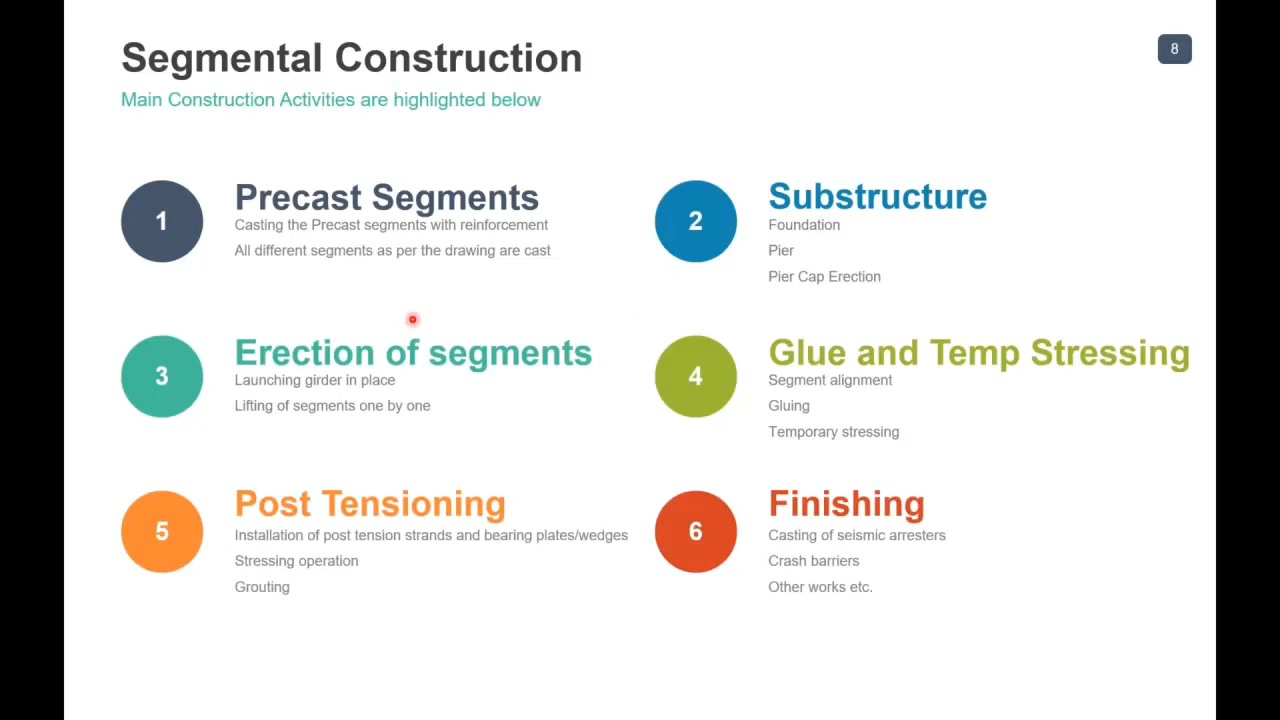 Segmental Construction
8
Main Construction Activities are highlighted below
1
Precast Segments
Casting the Precast segments with reinforcement
All different segments as per the drawing are cast
2
Substructure
Foundation
Pier
Pier Cap Erection
3
Erection of segments
Launching girder in place
Lifting of segments one by one
4
Glue and Temp Stressing
Segment alignment
Gluing
Temporary stressing
5
Post Tensioning
Installation of post tension strands and bearing plates/wedges
Stressing operation
Grouting
6
Finishing
Casting of seismic arresters
Crash barriers
Other works etc.